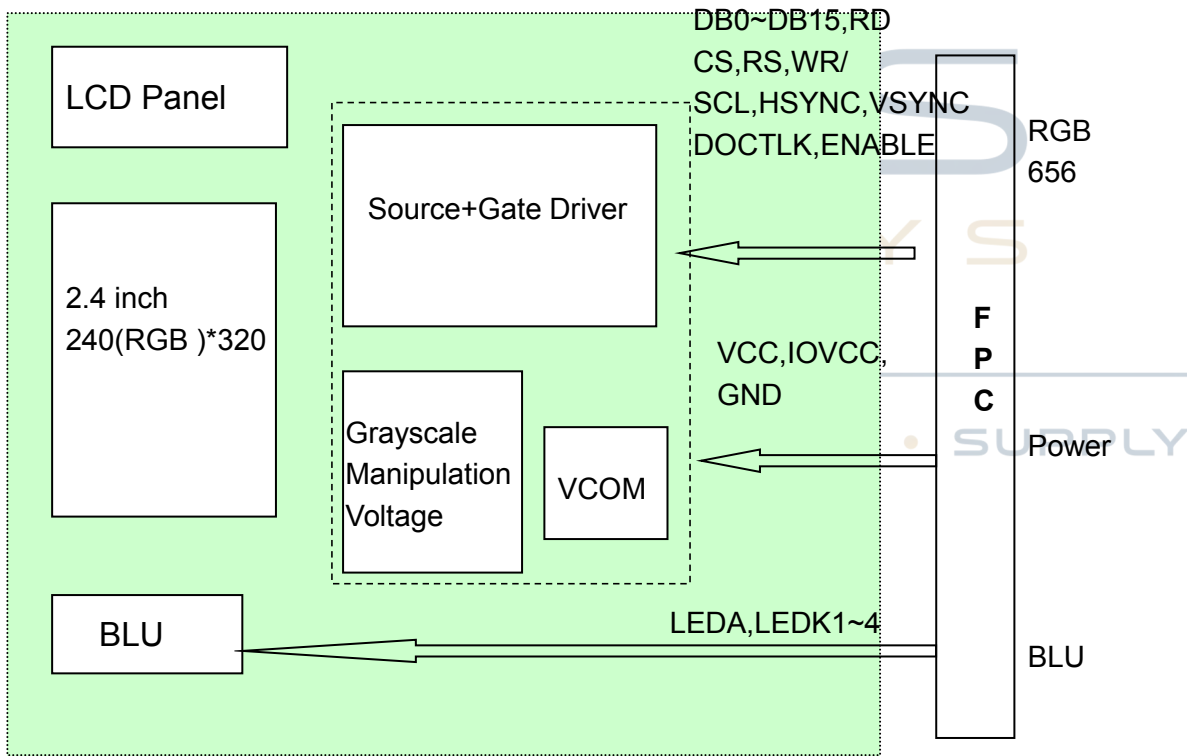 DB0~DB15,RD
CS,RS,WR/
SCL,HSYNC,VSYNC
DOCTLK,ENABLE
LCD Panel
RGB
656
Source+Gate Driver
2.4 inch
240(RGB )*320
F
P
C
VCC,IOVCC,
GND
Grayscale
Manipulation
Voltage
VCOM
Power
SUPPLY
BLU
LEDA,LEDK1~4
BLU
S
Y S